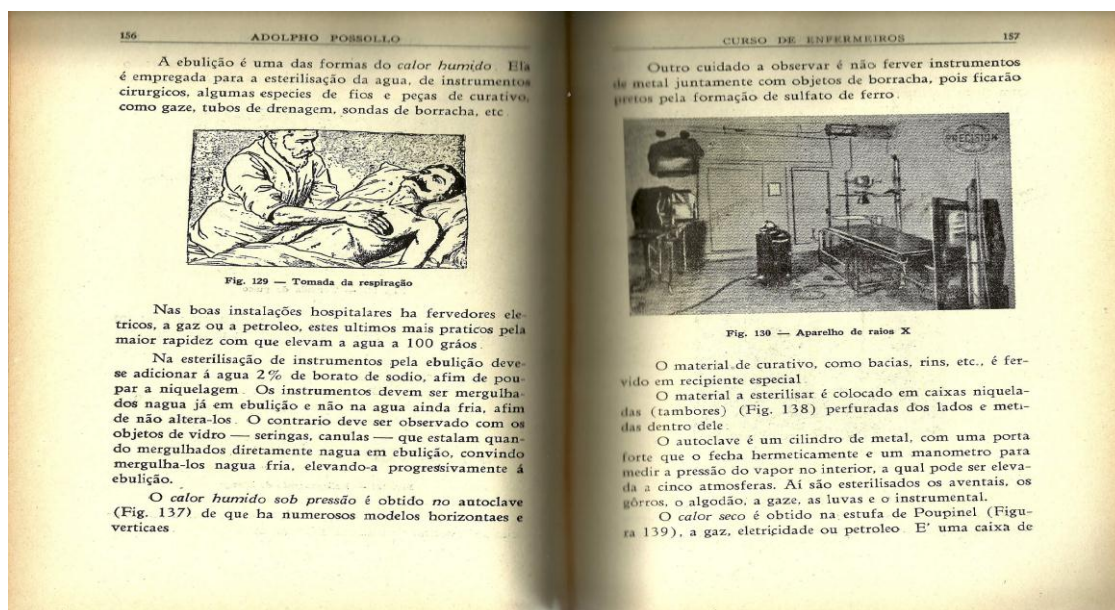 156
ADOLPHO POSSOLLO
A ebulição é uma das formas do calor humido. Ela
é empregada para a esterilisação da agua, de instrumentos
cirurgicos, algumas especies de fios e peças de curativo,
como gaze, tubos de drenagem, sondas de borracha, etc.
Fig. 129 — Tomada da respiração
Nas boas instalações hospitalares ha fervedores ele-
tricos, a gaz ou a petroleo, estes ultimos mais praticos pela
maior rapidez com que elevam a agua a 100 gráos.
Na esterilisação de instrumentos pela ebulição deve-
se adicionar á agua 2% de borato de sodio, afim de pou-
par a niquelagem. Os instrumentos devem ser mergulha-
dos nagua já em ebulição e não na agua ainda fria, afim
de não altera-los. O contrario deve ser observado com os
objetos de vidro — seringas, canulas — que estalam quan-
do mergulhados diretamente nagua em ebulição, convindo
mergulha-los nagua fria, elevando-a progressivamente á
ebulição.
O calor humido sob pressão é obtido no autoclave
(Fig. 137) de que ha numerosos modelos horizontaes e
verticaes.
CURSO DE ENFERMEIROS
157
Outro cuidado a observar é não ferver instrumentos
de metal juntamente com objetos de borracha, pois ficarão
pretos pela formação de sulfato de ferro.
PRECISION
Fig. 130 — Aparelho de raios X
O material de curativo, como bacias, rins, etc., é fer-
vido em recipiente especial.
O material a esterilisar é colocado em caixas niquela-
das (tambores) (Fig. 138) perfuradas dos lados e meti-
das dentro dele.
O autoclave é um cilindro de metal, com uma porta
forte que o fecha hermeticamente e um manometro para
medir a pressão do vapor no interior, a qual pode ser eleva-
da a cinco atmosferas. Aí são esterilisados os aventais, os
gôrros, o algodão, a gaze, as luvas e o instrumental.
O calor seco é obtido na estufa de Poupinel (Figu-
ra 139), a gaz, eletricidade ou petroleo. E' uma caixa de